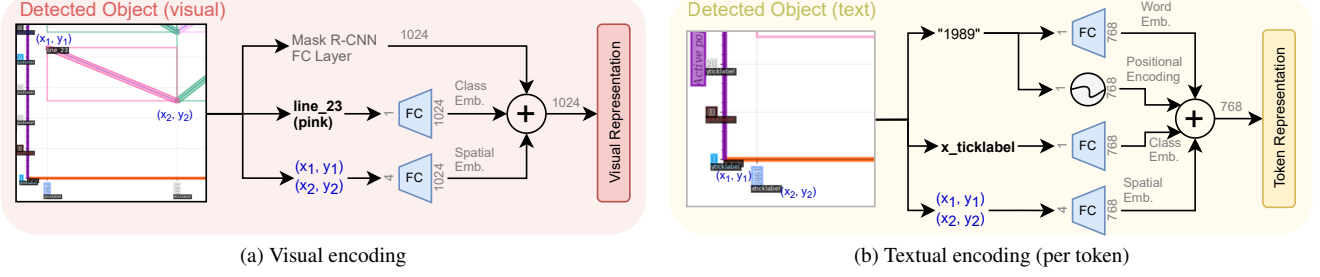 Detected Object (visual)
(x1, y1)
line_23
(x2, y2)
Mask R-CNN
FC Layer
1024
line_23
(pink)
1
FC
1024
Class
Emb.
(x1, y1)
(x2, y2)
4
FC
1024
Spatial
Emb.
+
1024
Visual Representation
(a) Visual encoding
Detected Object (text)
Active po
xticklabel
(x1, y1)
xticklabel
(x2, y2)
"1989"
1
FC
768
Word
Emb.
1
768
Positional
Encoding
x_ticklabel
1
FC
768
Class
Emb.
(x1, y1)
(x2, y2)
4
FC
768
Spatial
Emb.
+
768
Token Representation
(b) Textual encoding (per token)